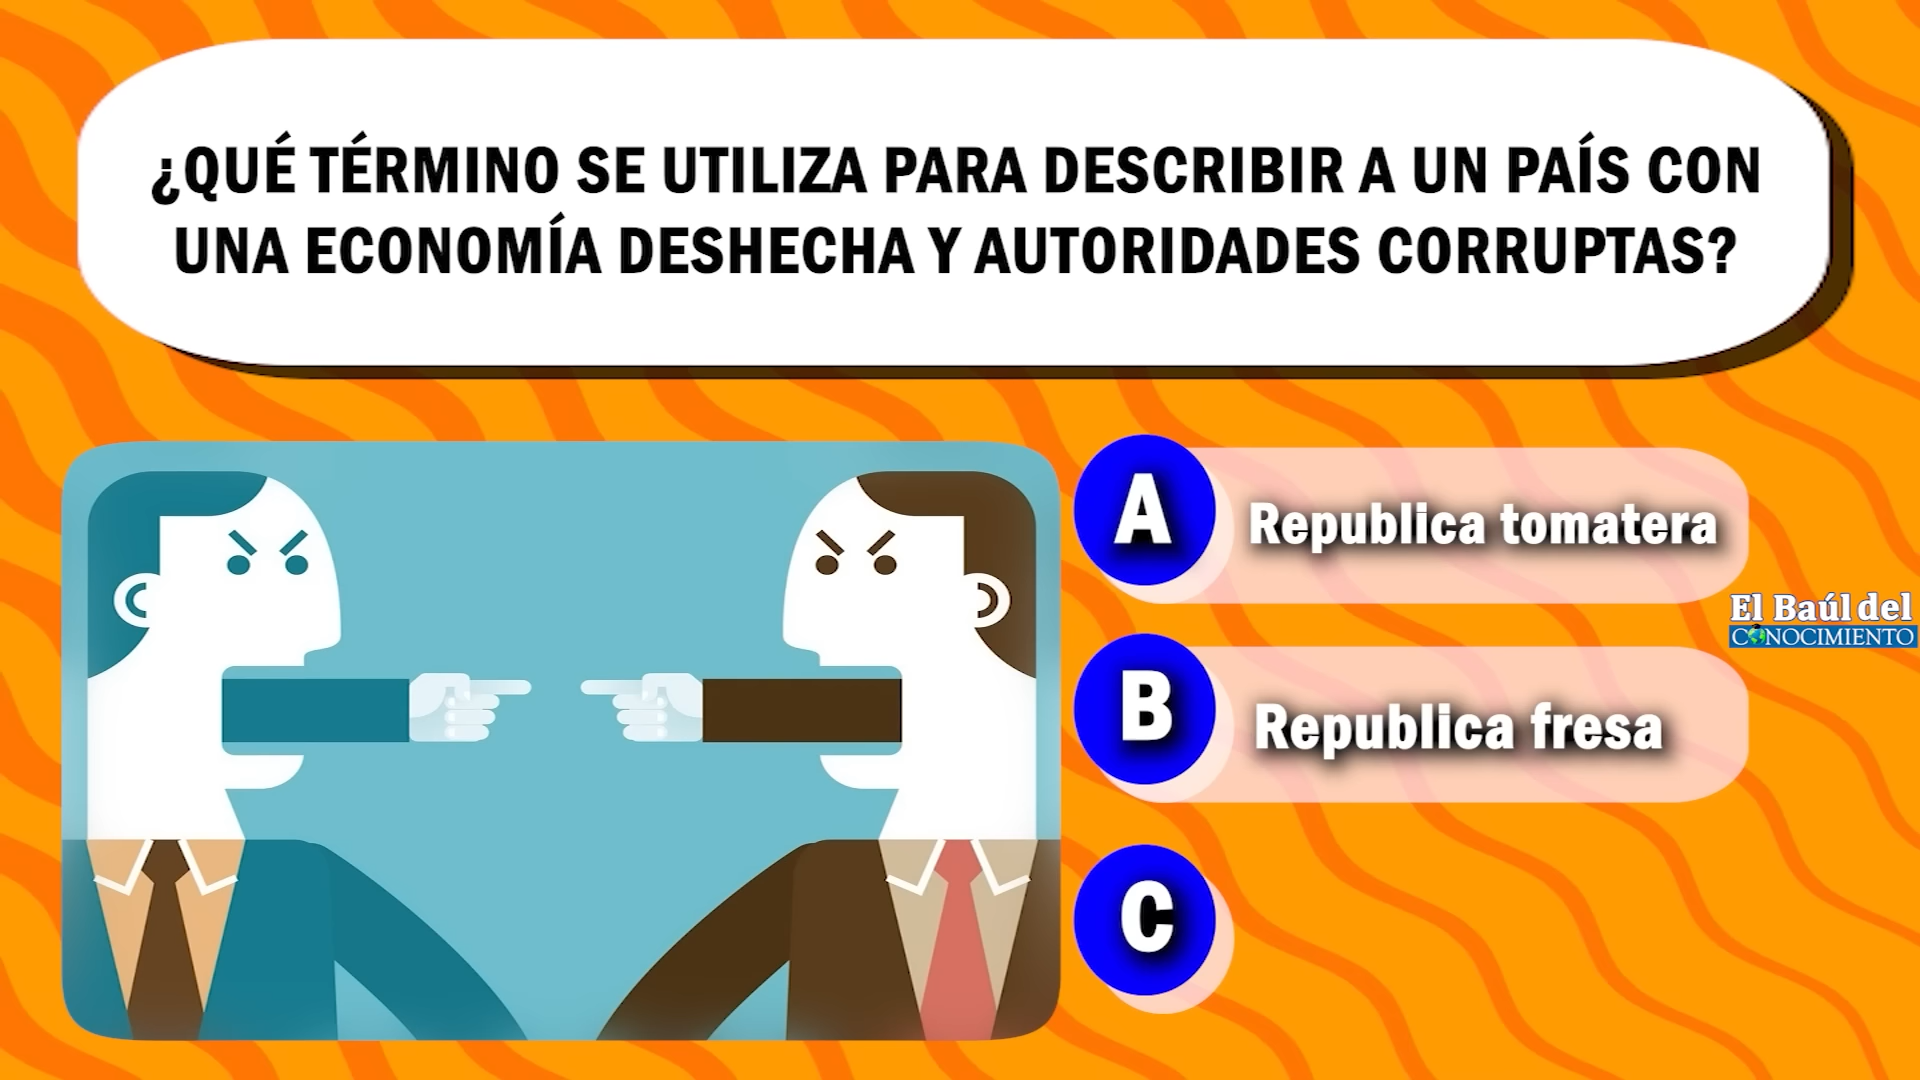 ¿QUÉ TÉRMINO SE UTILIZA PARA DESCRIBIR A UN PAÍS CON
UNA ECONOMÍA DESHECHA Y AUTORIDADES CORRUPTAS?
A Republica tomatera
B Republica fresa
C
El Baúl del
CONOCIMIENTO